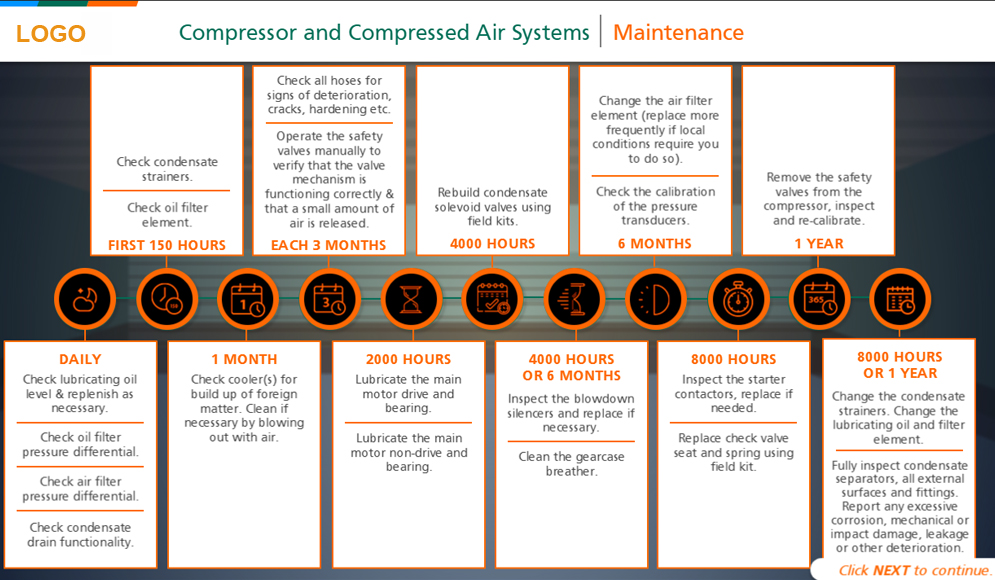 LOGO
Compressor and Compressed Air Systems
Maintenance
Check condensate
strainers.
Check oil filter
element.
FIRST 150 HOURS
Check all hoses for
signs of deterioration,
cracks, hardening etc.
Operate the safety
valves manually to
verify that the valve
mechanism is
functioning correctly &
that a small amount of
air is released.
EACH 3 MONTHS
Rebuild condensate
solevoid valves using
field kits.
4000 HOURS
Change the air filter
element (replace more
frequently if local
conditions require you
to do so).
Check the calibration
of the pressure
transducers.
6 MONTHS
Remove the safety
valves from the
compressor, inspect
and re-calibrate.
1 YEAR
150
1
3
365
DAILY
Check lubricating oil
level & replenish as
necessary.
Check oil filter
pressure differential.
Check air filter
pressure differential.
Check condensate
drain functionality.
1 MONTH
Check cooler(s) for
build up of foreign
matter. Clean if
necessary by blowing
out with air.
2000 HOURS
Lubricate the main
motor drive and
bearing.
Lubricate the main
motor non-drive and
bearing.
4000 HOURS
OR 6 MONTHS
Inspect the blowdown
silencers and replace if
necessary.
Clean the gearcase
breather.
8000 HOURS
Inspect the starter
contactors, replace if
needed.
Replace check valve
seat and spring using
field kit.
8000 HOURS
OR 1 YEAR
Change the condensate
strainers. Change the
lubricating oil and filter
element.
Fully inspect condensate
separators, all external
surfaces and fittings.
Report any excessive
corrosion, mechanical or
impact damage, leakage
or other deterioration.
Click NEXT to continue.